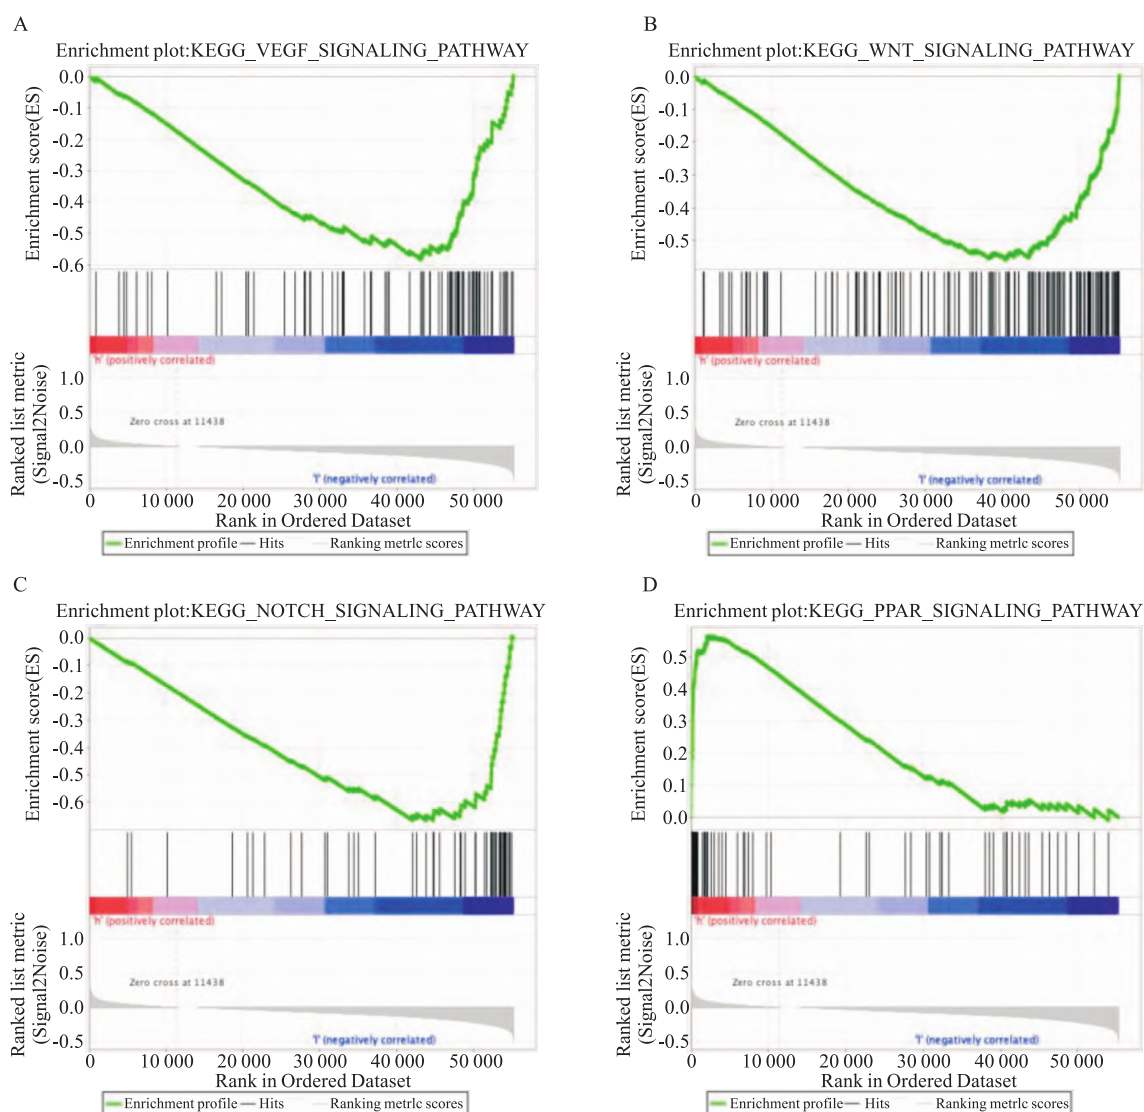 A
Enrichment plot:KEGG_VEGF_SIGNALING_PATHWAY
Enrichment score(ES)
0.0
-0.1
-0.2
-0.3
-0.4
-0.5
-0.6
'h' (positively correlated)
Ranked list metric
(Signal2Noise)
1.0
0.5
0.0
-0.5
Zero cross at 11438
'l' (negatively correlated)
0 10 000 20 000 30 000 40 000 50 000
Rank in Ordered Dataset
Enrichment profile Hits Ranking metrlc scores
B
Enrichment plot:KEGG_WNT_SIGNALING_PATHWAY
Enrichment score(ES)
0.0
-0.1
-0.2
-0.3
-0.4
-0.5
'h' (positively correlated)
Ranked list metric
(Signal2Noise)
1.0
0.5
0.0
-0.5
Zero cross at 11438
'l' (negatively correlated)
0 10 000 20 000 30 000 40 000 50 000
Rank in Ordered Dataset
Enrichment profile Hits Ranking metrlc scores
C
Enrichment plot:KEGG_NOTCH_SIGNALING_PATHWAY
Enrichment score(ES)
0.0
-0.1
-0.2
-0.3
-0.4
-0.5
-0.6
'h' (positively correlated)
Ranked list metric
(Signal2Noise)
1.0
0.5
0.0
-0.5
Zero cross at 11438
'l' (negatively correlated)
0 10 000 20 000 30 000 40 000 50 000
Rank in Ordered Dataset
Enrichment profile Hits Ranking metrlc scores
D
Enrichment plot:KEGG_PPAR_SIGNALING_PATHWAY
Enrichment score(ES)
0.5
0.4
0.3
0.2
0.1
0.0
'h' (positively correlated)
Ranked list metric
(Signal2Noise)
1.0
0.5
0.0
-0.5
Zero cross at 11438
'l' (negatively correlated)
0 10 000 20 000 30 000 40 000 50 000
Rank in Ordered Dataset
Enrichment profile Hits Ranking metrlc scores